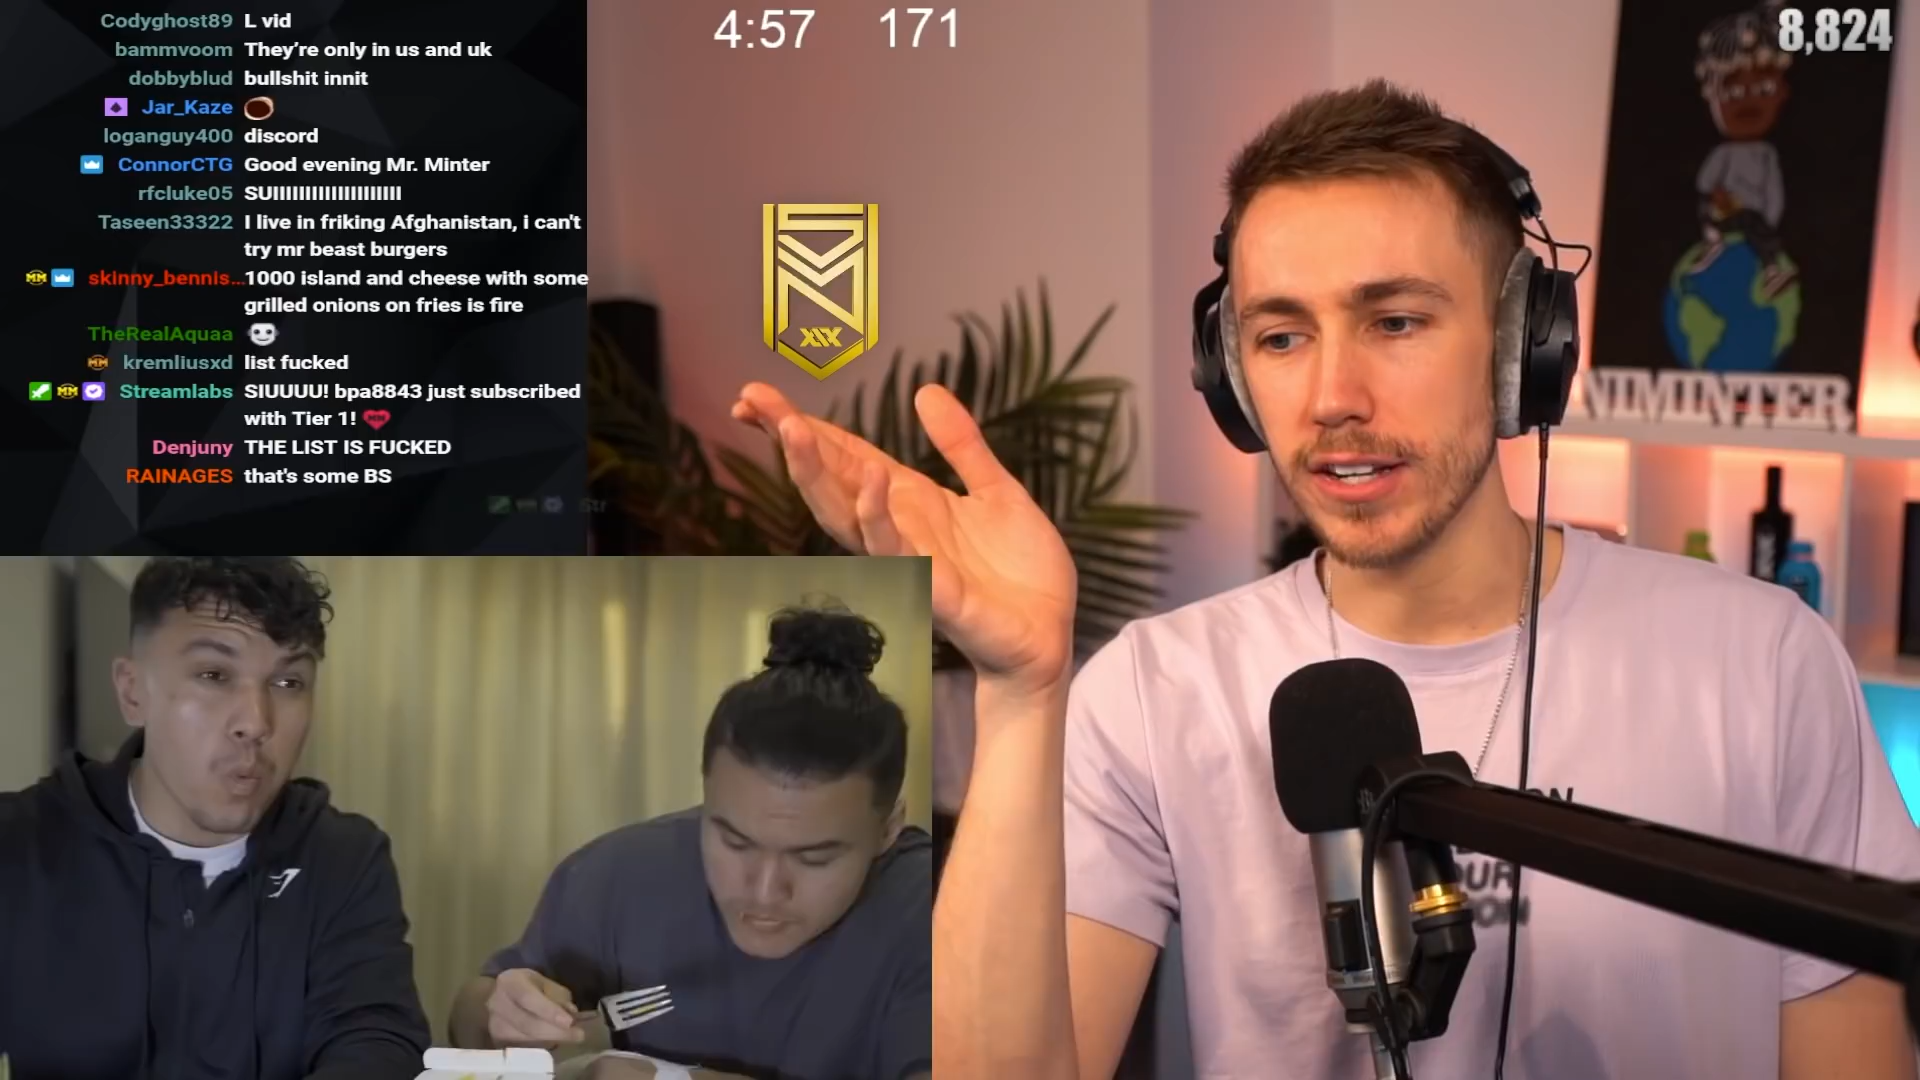 4:57 171
8,824
Codyghost89 L vid
bammvoom They're only in us and uk
dobbyblud bullshit innit
Jar_Kaze
loganguy400 discord
ConnorCTG Good evening Mr. Minter
rfcluke05 SUIIIIIIIIIIIIIIIIIIII
Taseen33322 I live in friking Afghanistan, i can't
try mr beast burgers
skinny_bennis... 1000 island and cheese with some
grilled onions on fries is fire
TheRealAquaa
kremliusxd list fucked
Streamlabs SIUUUU! bpa8843 just subscribed
with Tier 1!
Denjuny THE LIST IS FUCKED
RAINAGES that's some BS
Str
XIX
MINIMINTER